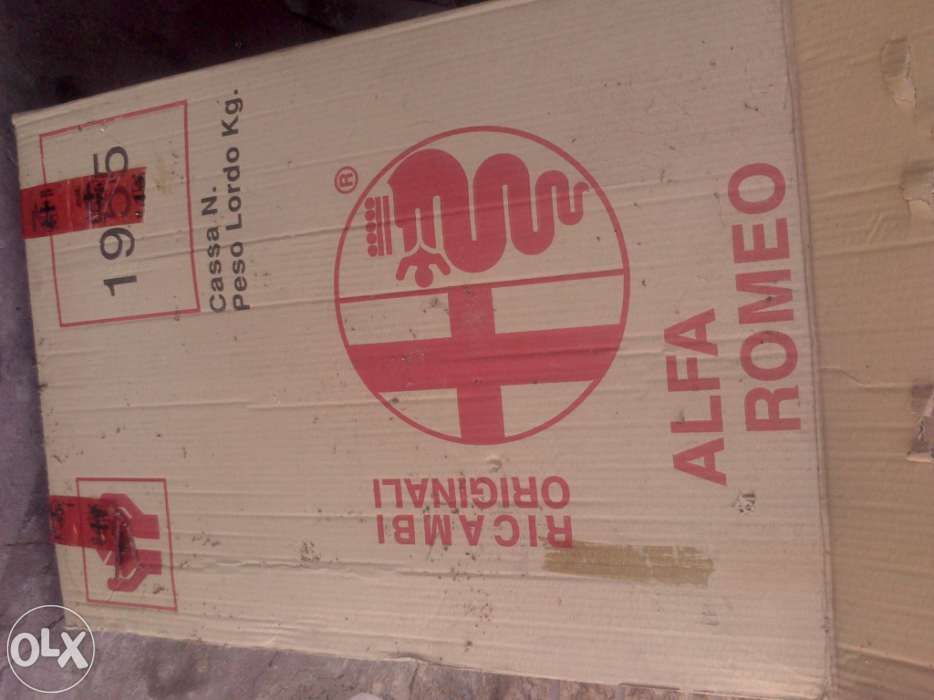 1955
Cassa N.
Peso Lordo Kg.
®
ALFA
ROMEO
RICAMBI
ORIGINALI
OLX